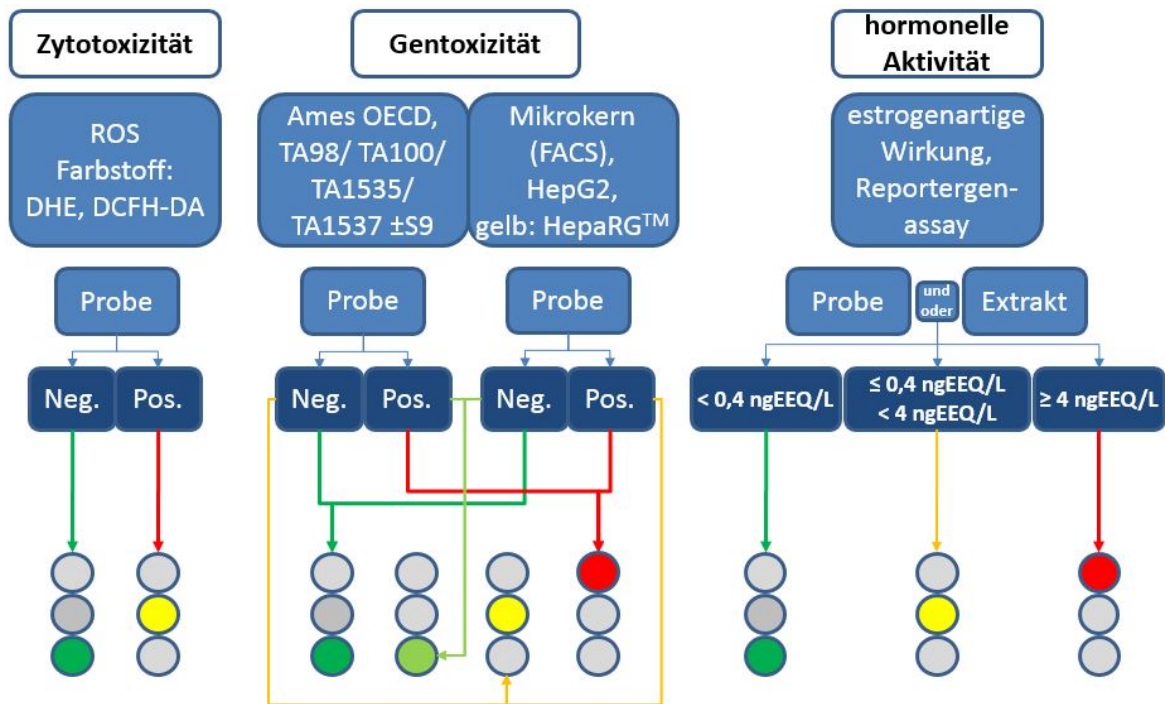 Zytotoxizität
Gentoxizität
hormonelle
Aktivität
ROS
Farbstoff:
DHE, DCFH-DA
Ames OECD,
TA98/ TA100/
TA1535/
TA1537 ±S9
Mikrokern
(FACS),
HepG2,
gelb: HepaRG™
estrogenartige
Wirkung,
Reportergen-
assay
Probe
Probe
Probe
Probe
und
oder
Extrakt
Neg.
Pos.
Neg.
Pos.
Neg.
Pos.
< 0,4 ngEEQ/L
≤ 0,4 ngEEQ/L
< 4 ngEEQ/L
≥ 4 ngEEQ/L